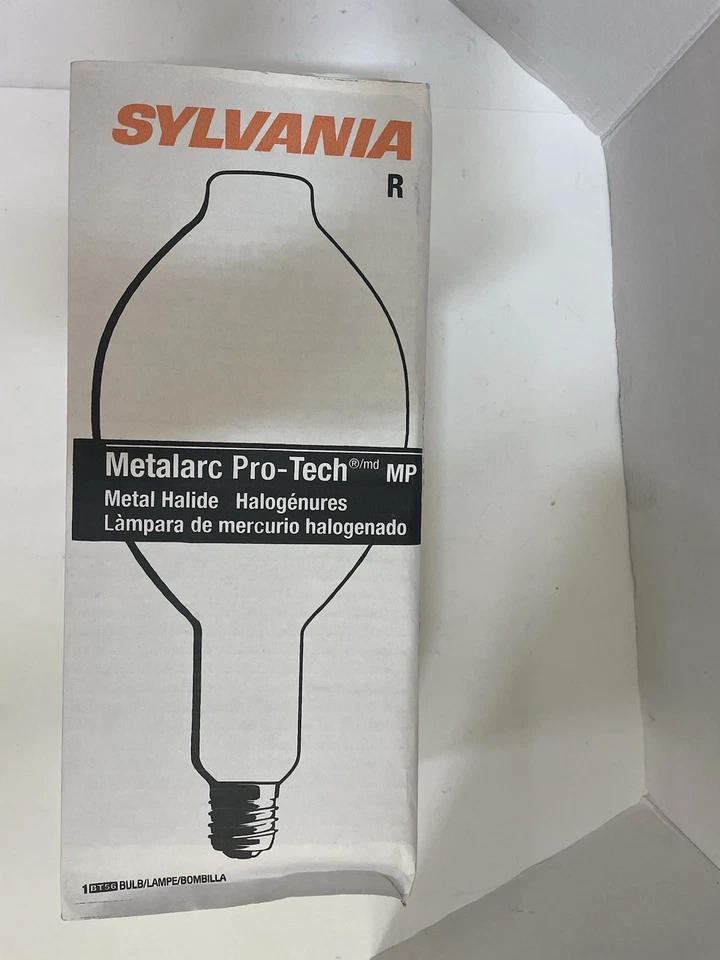 SYLVANIA
R
Metalarc Pro-Tech®/md MP
Metal Halide Halogénures
Làmpara de mercurio halogenado
1 BT56 BULB/LAMPE/BOMBILLA